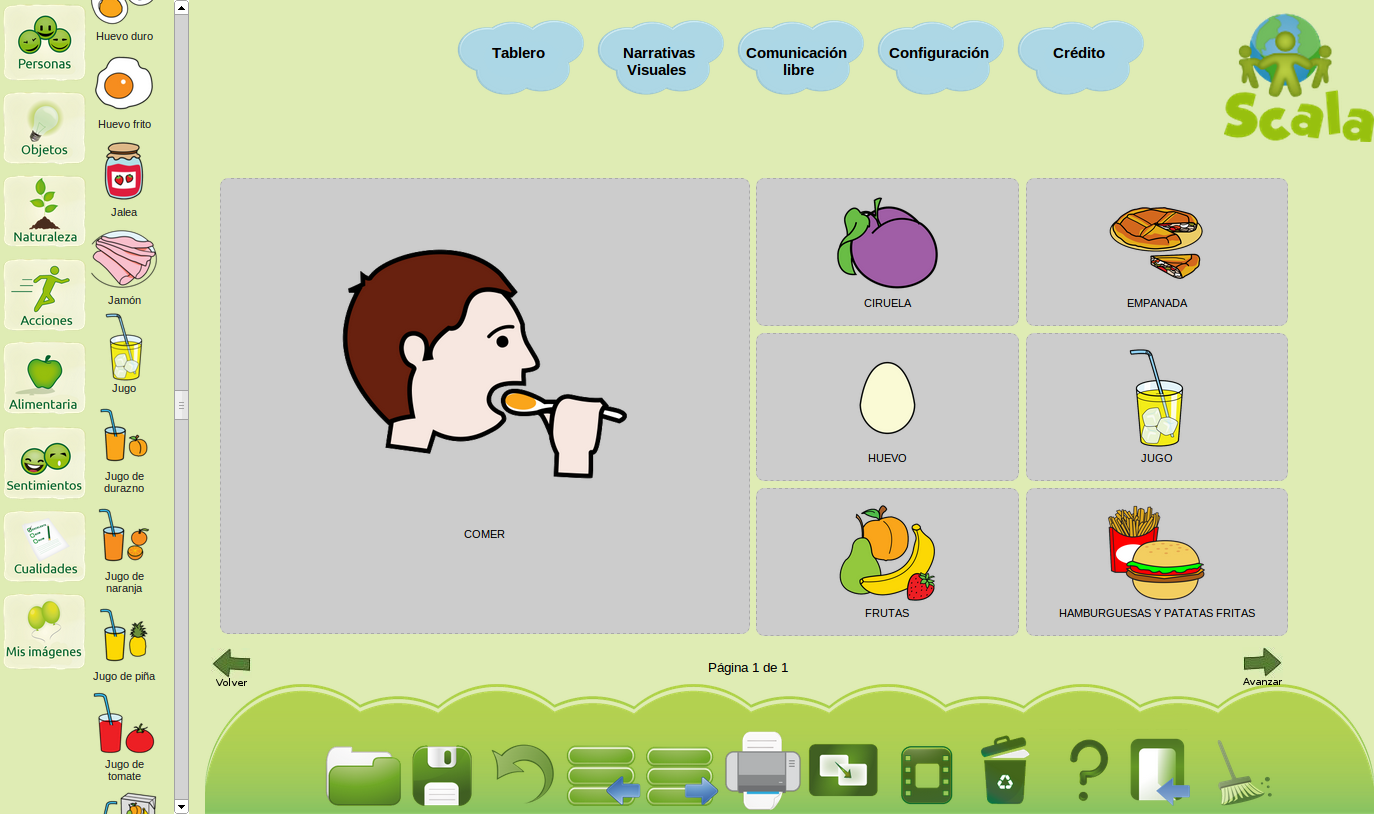 Personas
Objetos
Naturaleza
Acciones
Alimentaria
Sentimientos
Cualidades
Mis imágenes
Huevo duro
Huevo frito
Jalea
Jamón
Jugo
Jugo de
durazno
Jugo de
naranja
Jugo de piña
Jugo de
tomate
Tablero
Narrativas
Visuales
Comunicación
libre
Configuración
Crédito
Scala
COMER
CIRUELA
EMPANADA
HUEVO
JUGO
FRUTAS
HAMBURGUESAS Y PATATAS FRITAS
Volver
Página 1 de 1
Avanzar